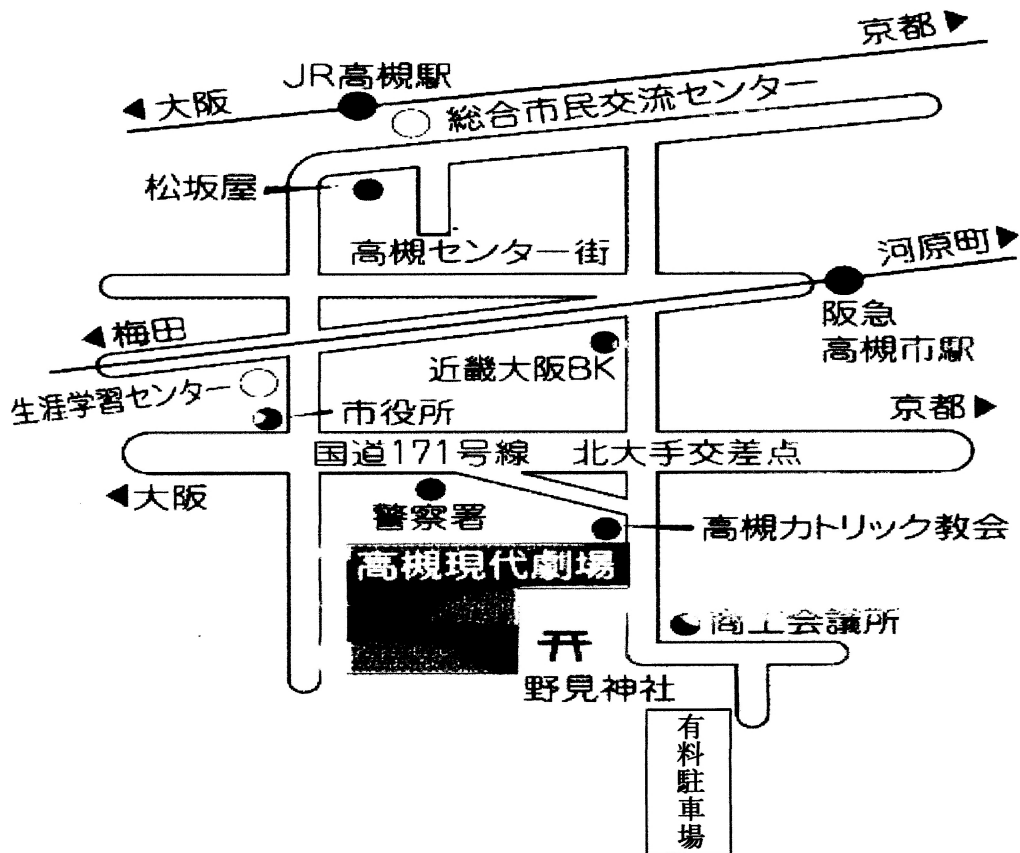 京都▶
JR高槻駅
◀大阪
総合市民交流センター
松坂屋
高槻センター街
河原町▶
◀梅田
阪急
高槻市駅
近畿大阪BK
生涯学習センター
市役所
京都▶
国道171号線 北大手交差点
◀大阪
警察署
高槻カトリック教会
高槻現代劇場
商工会議所
野見神社
有料駐車場